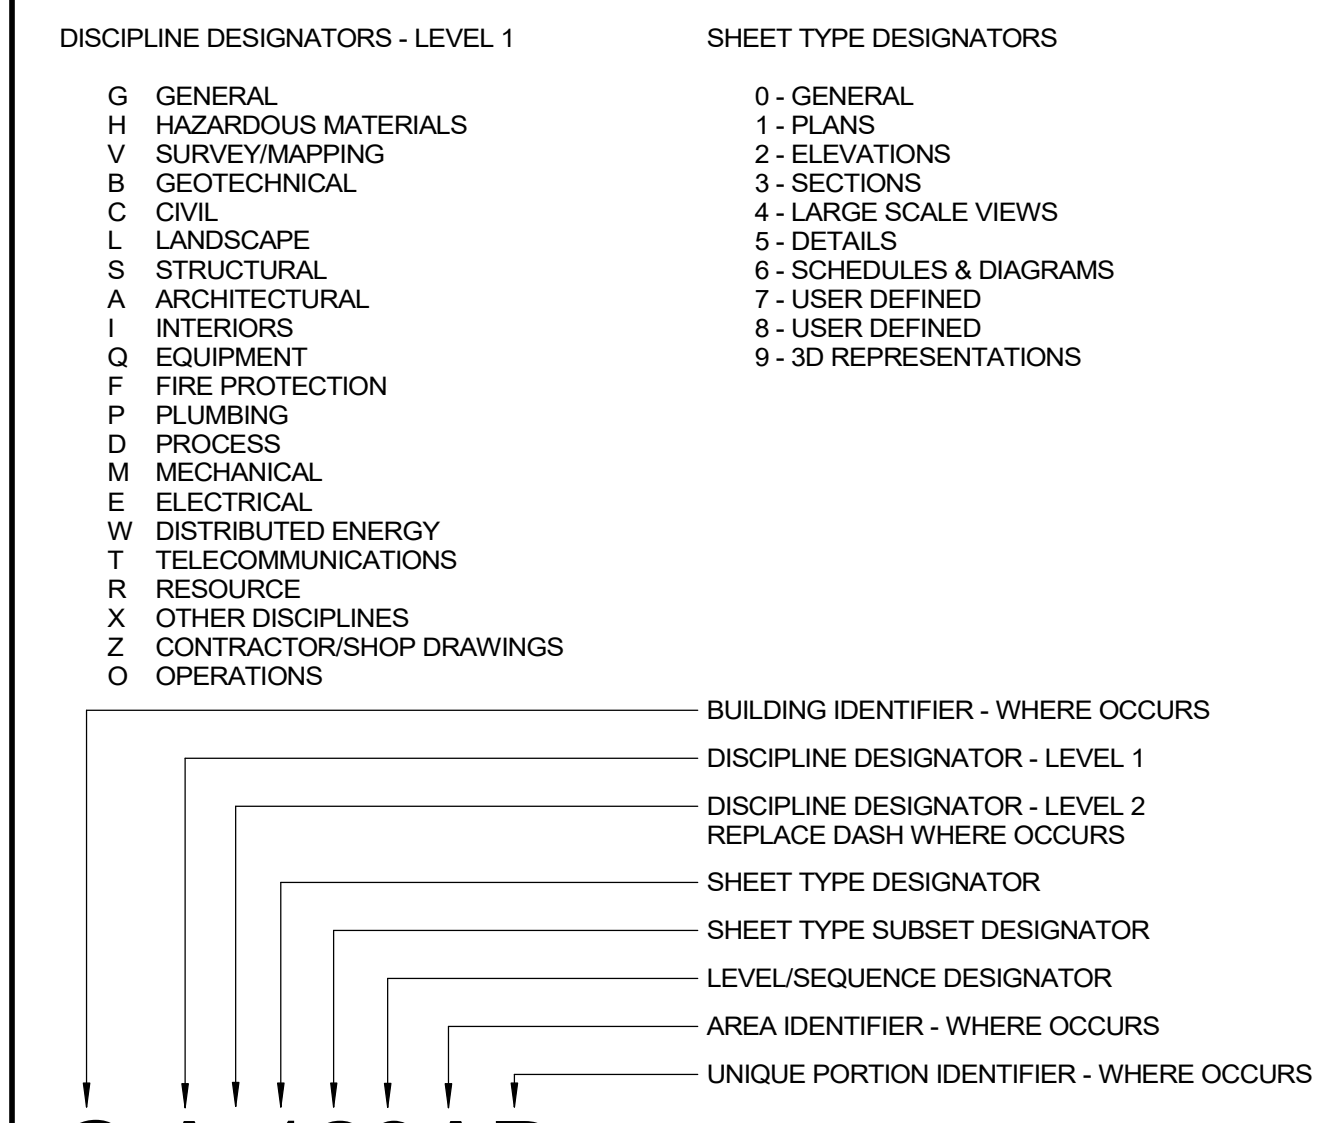 DISCIPLINE DESIGNATORS - LEVEL 1
G GENERAL
H HAZARDOUS MATERIALS
V SURVEY/MAPPING
B GEOTECHNICAL
C CIVIL
L LANDSCAPE
S STRUCTURAL
A ARCHITECTURAL
I INTERIORS
Q EQUIPMENT
F FIRE PROTECTION
P PLUMBING
D PROCESS
M MECHANICAL
E ELECTRICAL
W DISTRIBUTED ENERGY
T TELECOMMUNICATIONS
R RESOURCE
X OTHER DISCIPLINES
Z CONTRACTOR/SHOP DRAWINGS
O OPERATIONS
SHEET TYPE DESIGNATORS
0 - GENERAL
1 - PLANS
2 - ELEVATIONS
3 - SECTIONS
4 - LARGE SCALE VIEWS
5 - DETAILS
6 - SCHEDULES & DIAGRAMS
7 - USER DEFINED
8 - USER DEFINED
9 - 3D REPRESENTATIONS
BUILDING IDENTIFIER - WHERE OCCURS
DISCIPLINE DESIGNATOR - LEVEL 1
DISCIPLINE DESIGNATOR - LEVEL 2
REPLACE DASH WHERE OCCURS
SHEET TYPE DESIGNATOR
SHEET TYPE SUBSET DESIGNATOR
LEVEL/SEQUENCE DESIGNATOR
AREA IDENTIFIER - WHERE OCCURS
UNIQUE PORTION IDENTIFIER - WHERE OCCURS